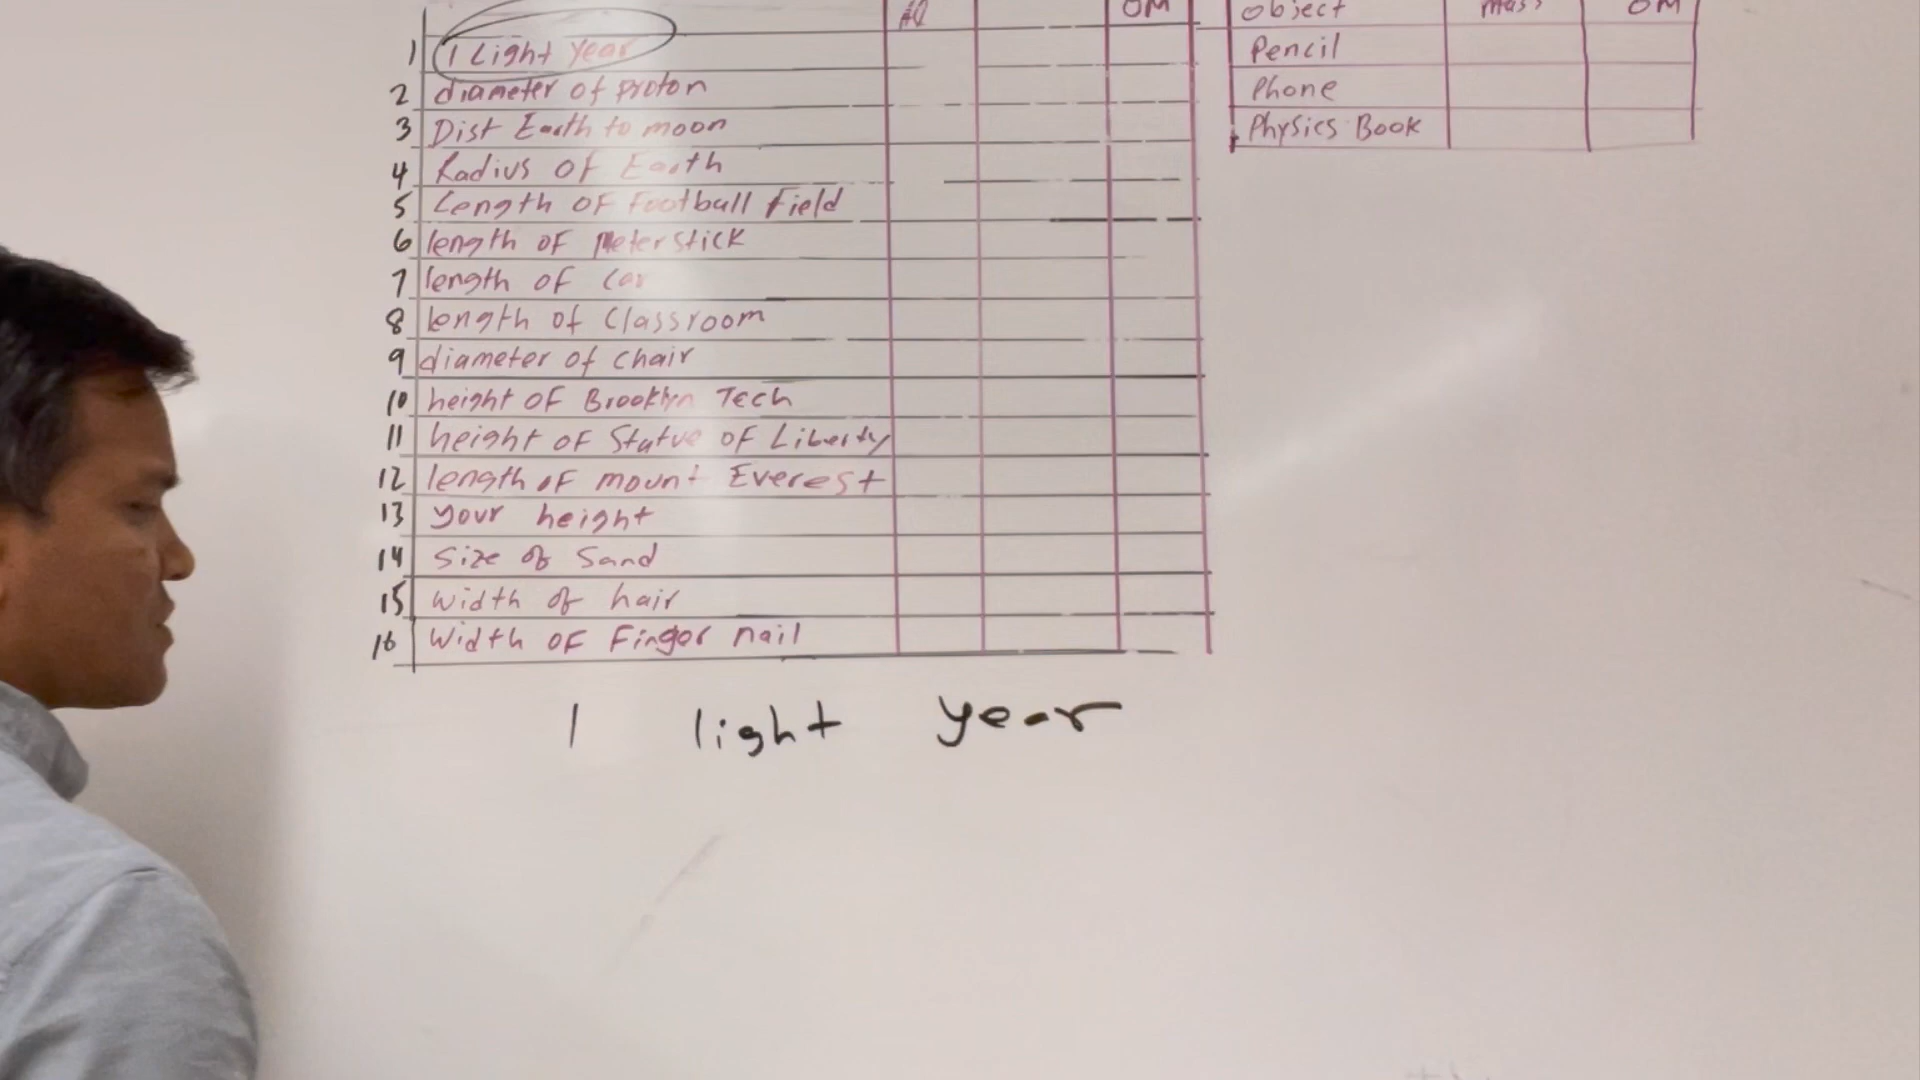 OM
1 1 Light Year
2 diameter of proton
3 Dist Earth to moon
4 Radius of Earth
5 Length of Football Field
6 length of Meter stick
7 length of Car
8 length of Classroom
9 diameter of chair
10 height of Brooklyn Tech
11 height of Statue of Liberty
12 length of mount Everest
13 your height
14 Size of Sand
15 Width of hair
16 Width of Finger nail
Object Mass OM
Pencil
Phone
Physics Book
1 light year